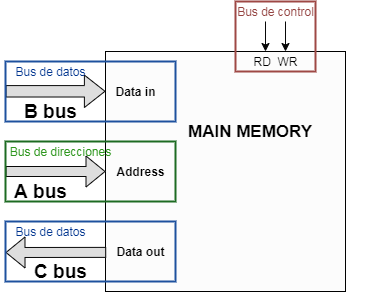 Bus de control
RD WR
Bus de datos
Data in
B bus
MAIN MEMORY
Bus de direcciones
Address
A bus
Bus de datos
Data out
C bus